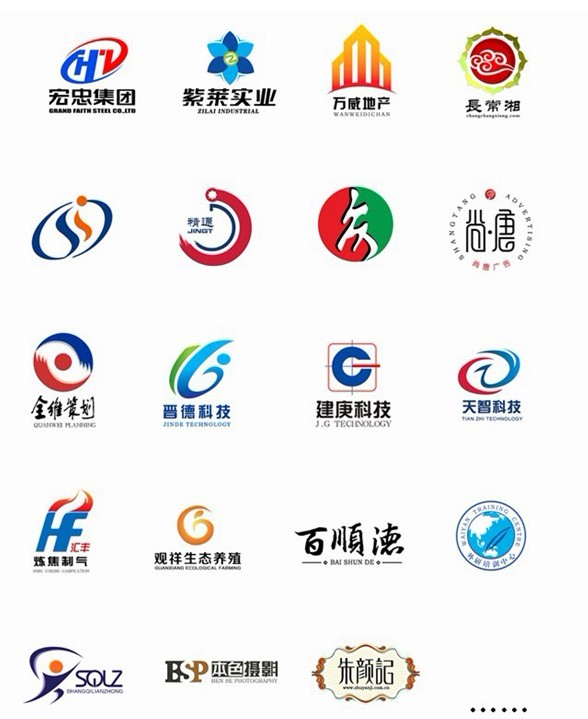 宏忠集团
GRAND FAITH STEEL CO.,LTD
紫莱实业
ZILAI INDUSTRIAL
万威地产
WANWEIDICHAN
長常湘
changchangxiang.com
精通
JINGT
SHANGTANG ADVERTISING
尚·唐
尚唐广告
全维策划
QUANWEI PLANNING
晋德科技
JINDE TECHNOLOGY
建庚科技
J.G TECHNOLOGY
天智科技
TIAN ZHI TECHNOLOGY
HF
汇丰
炼焦制气
观祥生态养殖
GUANXIANG ECOLOGICAL FARMING
百順德
BAI SHUN DE
WAIYAN TRAINING CENTRE
外研培训中心
SQLZ
SHANGQILIANZHONG
BSP本色摄影
BEN SE PHOTOGRAPHY
朱颜記
www.zhuyanji.com.cn
......